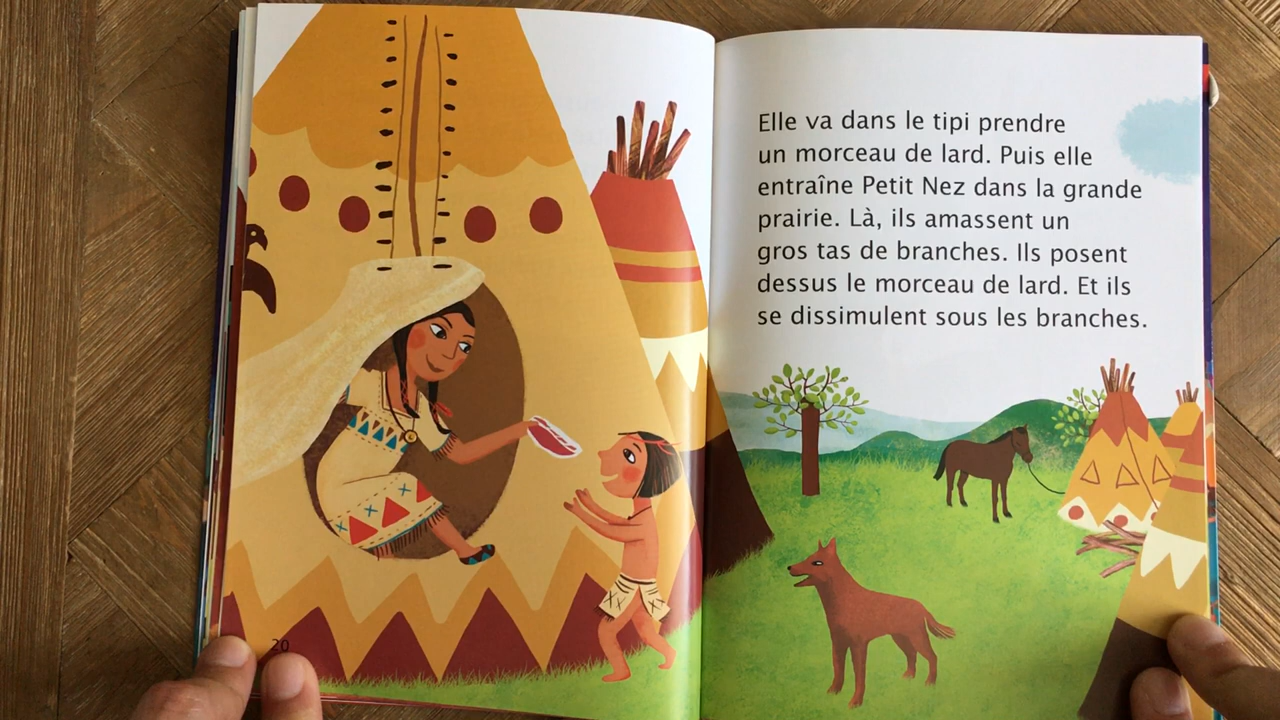 Elle va dans le tipi prendre
un morceau de lard. Puis elle
entraîne Petit Nez dans la grande
prairie. Là, ils amassent un
gros tas de branches. Ils posent
dessus le morceau de lard. Et ils
se dissimulent sous les branches.
20